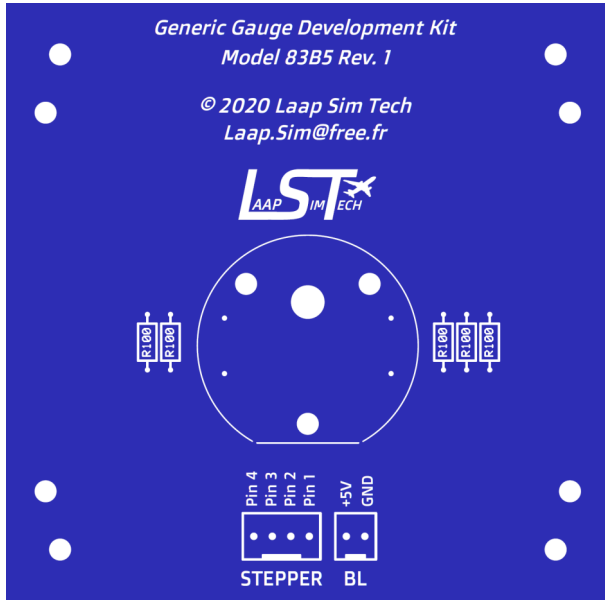 Generic Gauge Development Kit
Model 83B5 Rev. 1
© 2020 Laap Sim Tech
Laap.Sim@free.fr
LAAP SIM TECH
R100 R100 R100 R100 R100
Pin 4 Pin 3 Pin 2 Pin 1 +5V GND
STEPPER BL